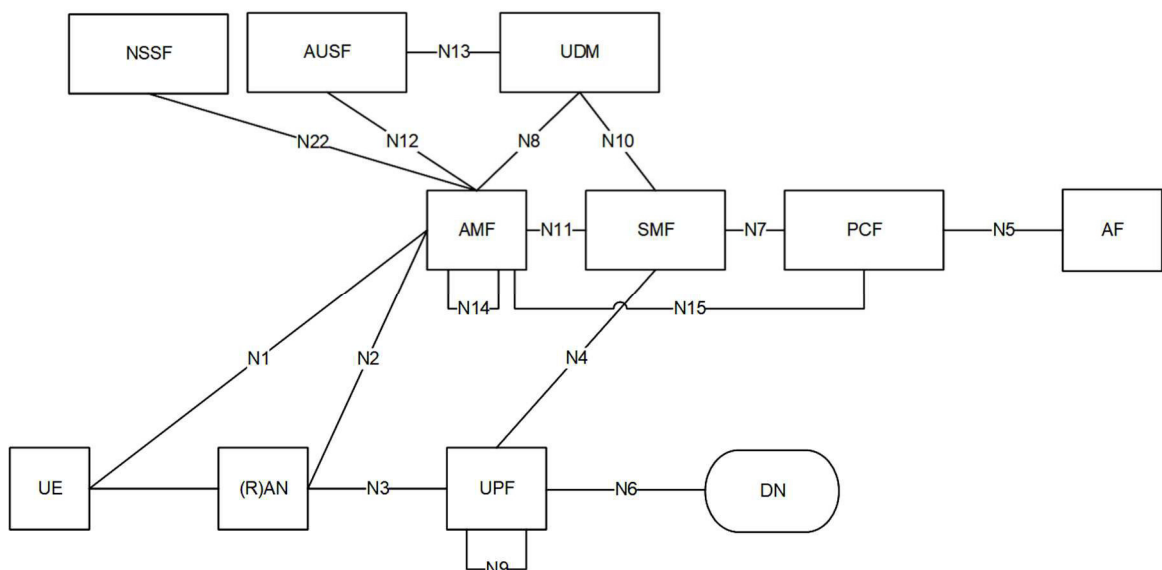 NSSF
AUSF
N13
UDM
N22
N12
N8
N10
AMF
N11
SMF
N7
PCF
N5
AF
N14
N15
N1
N2
N4
UE
(R)AN
N3
UPF
N6
DN
N9